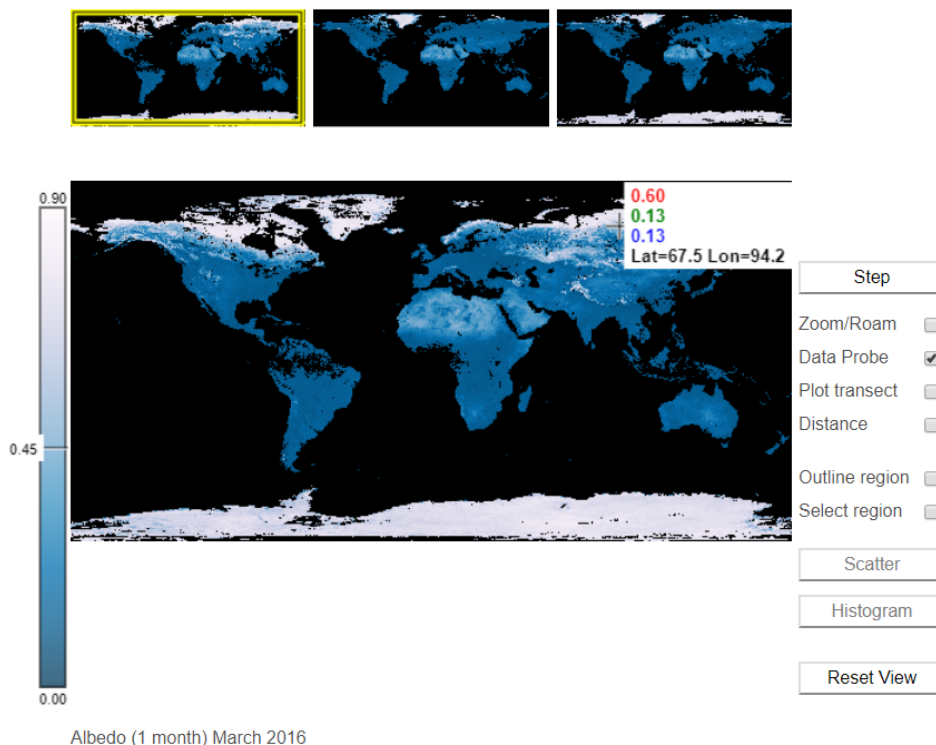 0.90
0.60
0.13
0.13
Lat=67.5 Lon=94.2
Step
Zoom/Roam
Data Probe
Plot transect
Distance
0.45
Outline region
Select region
Scatter
Histogram
Reset View
0.00
Albedo (1 month) March 2016